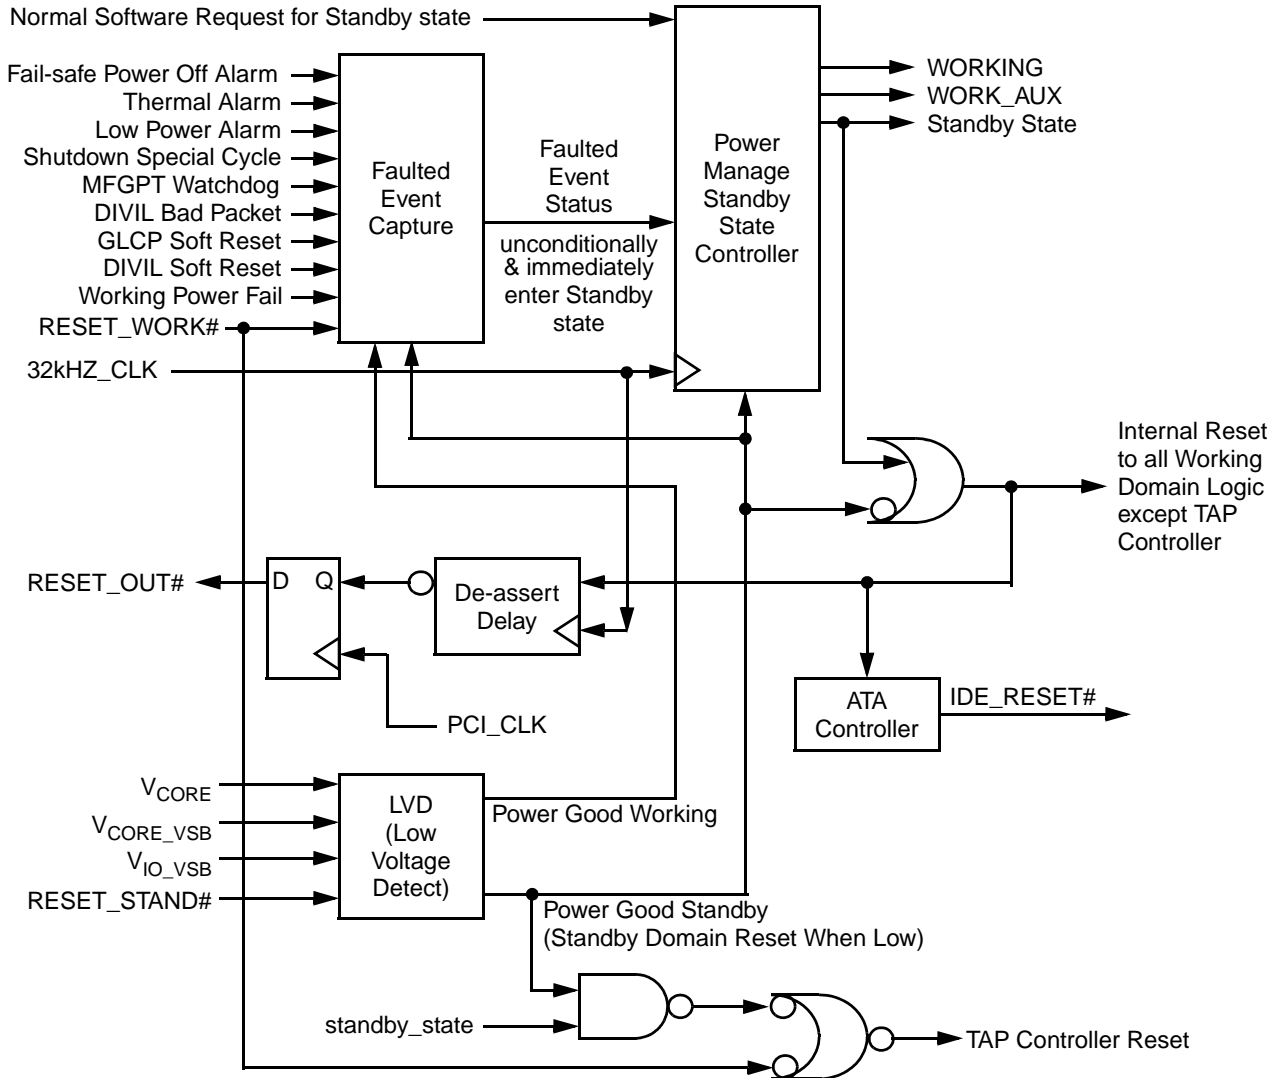 Normal Software Request for Standby state
Fail-safe Power Off Alarm
Thermal Alarm
Low Power Alarm
Shutdown Special Cycle
MFGPT Watchdog
DIVIL Bad Packet
GLCP Soft Reset
DIVIL Soft Reset
Working Power Fail
RESET_WORK#
32kHZ_CLK
Faulted
Event
Capture
Faulted
Event
Status
unconditionally
& immediately
enter Standby
state
Power
Manage
Standby
State
Controller
WORKING
WORK_AUX
Standby State
Internal Reset
to all Working
Domain Logic
except TAP
Controller
RESET_OUT#
D Q
De-assert
Delay
PCI_CLK
ATA
Controller
IDE_RESET#
VCORE
VCORE_VSB
VIO_VSB
RESET_STAND#
LVD
(Low
Voltage
Detect)
Power Good Working
Power Good Standby
(Standby Domain Reset When Low)
standby_state
TAP Controller Reset